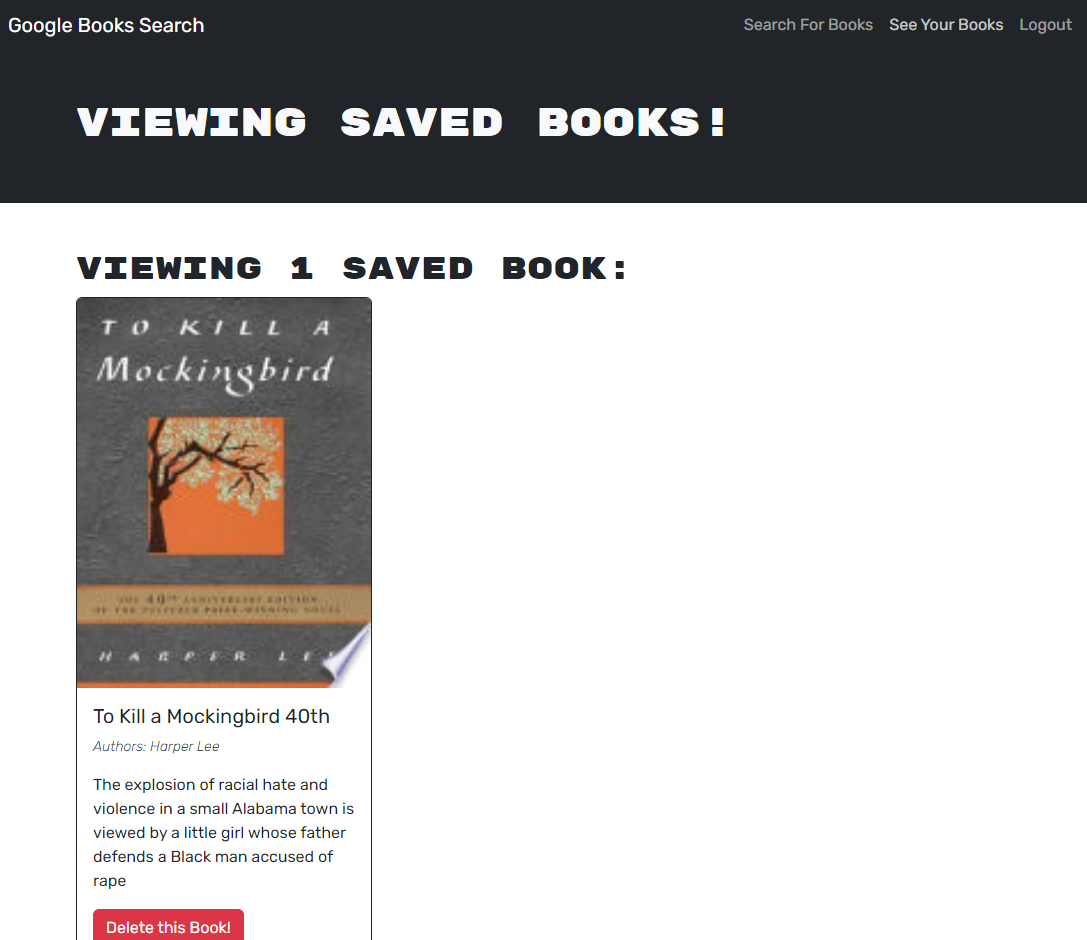 Google Books Search
Search For Books See Your Books Logout
VIEWING SAVED BOOKS!
VIEWING 1 SAVED BOOK:
TO KILL A
Mockingbird
THE 40TH ANNIVERSARY EDITION
OF THE PULITZER PRIZE-WINNING NOVEL
HARPER LEE
To Kill a Mockingbird 40th
Authors: Harper Lee
The explosion of racial hate and
violence in a small Alabama town is
viewed by a little girl whose father
defends a Black man accused of
rape
Delete this Book!